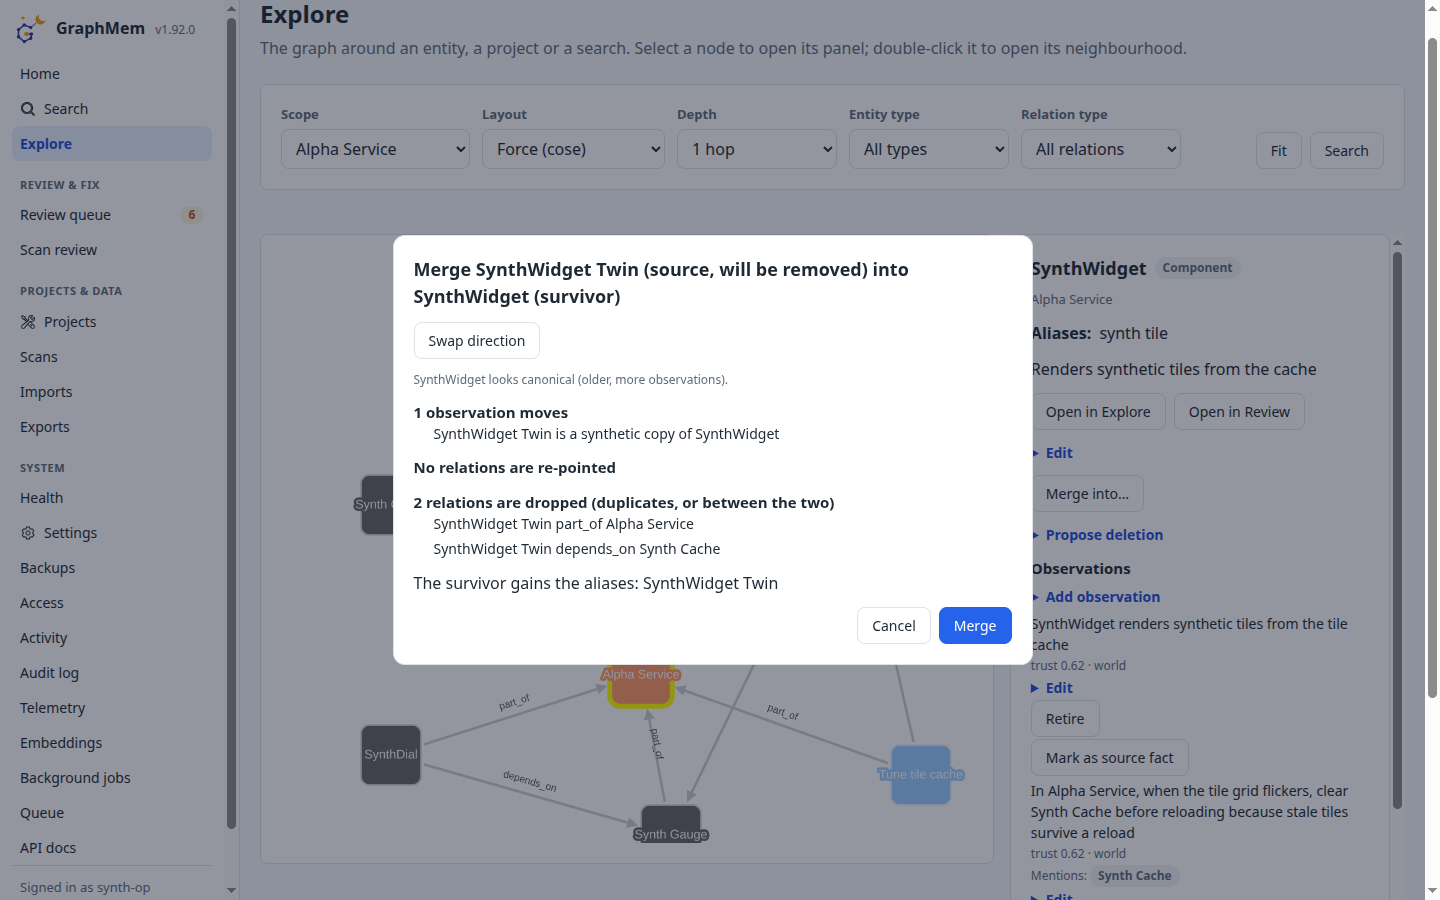 GraphMem v1.92.0
Home
Search
Explore
REVIEW & FIX
Review queue 6
Scan review
PROJECTS & DATA
Projects
Scans
Imports
Exports
SYSTEM
Health
Settings
Backups
Access
Activity
Audit log
Telemetry
Embeddings
Background jobs
Queue
API docs
Signed in as synth-op
Explore
The graph around an entity, a project or a search. Select a node to open its panel; double-click it to open its neighbourhood.
Scope Layout Depth Entity type Relation type
Alpha Service Force (cose) 1 hop All types All relations Fit Search
Merge SynthWidget Twin (source, will be removed) into
SynthWidget (survivor)
Swap direction
SynthWidget looks canonical (older, more observations).
1 observation moves
SynthWidget Twin is a synthetic copy of SynthWidget
No relations are re-pointed
2 relations are dropped (duplicates, or between the two)
SynthWidget Twin part_of Alpha Service
SynthWidget Twin depends_on Synth Cache
The survivor gains the aliases: SynthWidget Twin
Cancel Merge
Synth
Alpha Service
part_of
part_of
part_of
SynthDial
depends_on
Tune tile cache
Synth Gauge
SynthWidget Component
Alpha Service
Aliases: synth tile
Renders synthetic tiles from the cache
Open in Explore Open in Review
Edit
Merge into...
Propose deletion
Observations
Add observation
SynthWidget renders synthetic tiles from the tile
cache
trust 0.62 · world
Edit
Retire
Mark as source fact
In Alpha Service, when the tile grid flickers, clear
Synth Cache before reloading because stale tiles
survive a reload
trust 0.62 · world
Mentions: Synth Cache
Edit